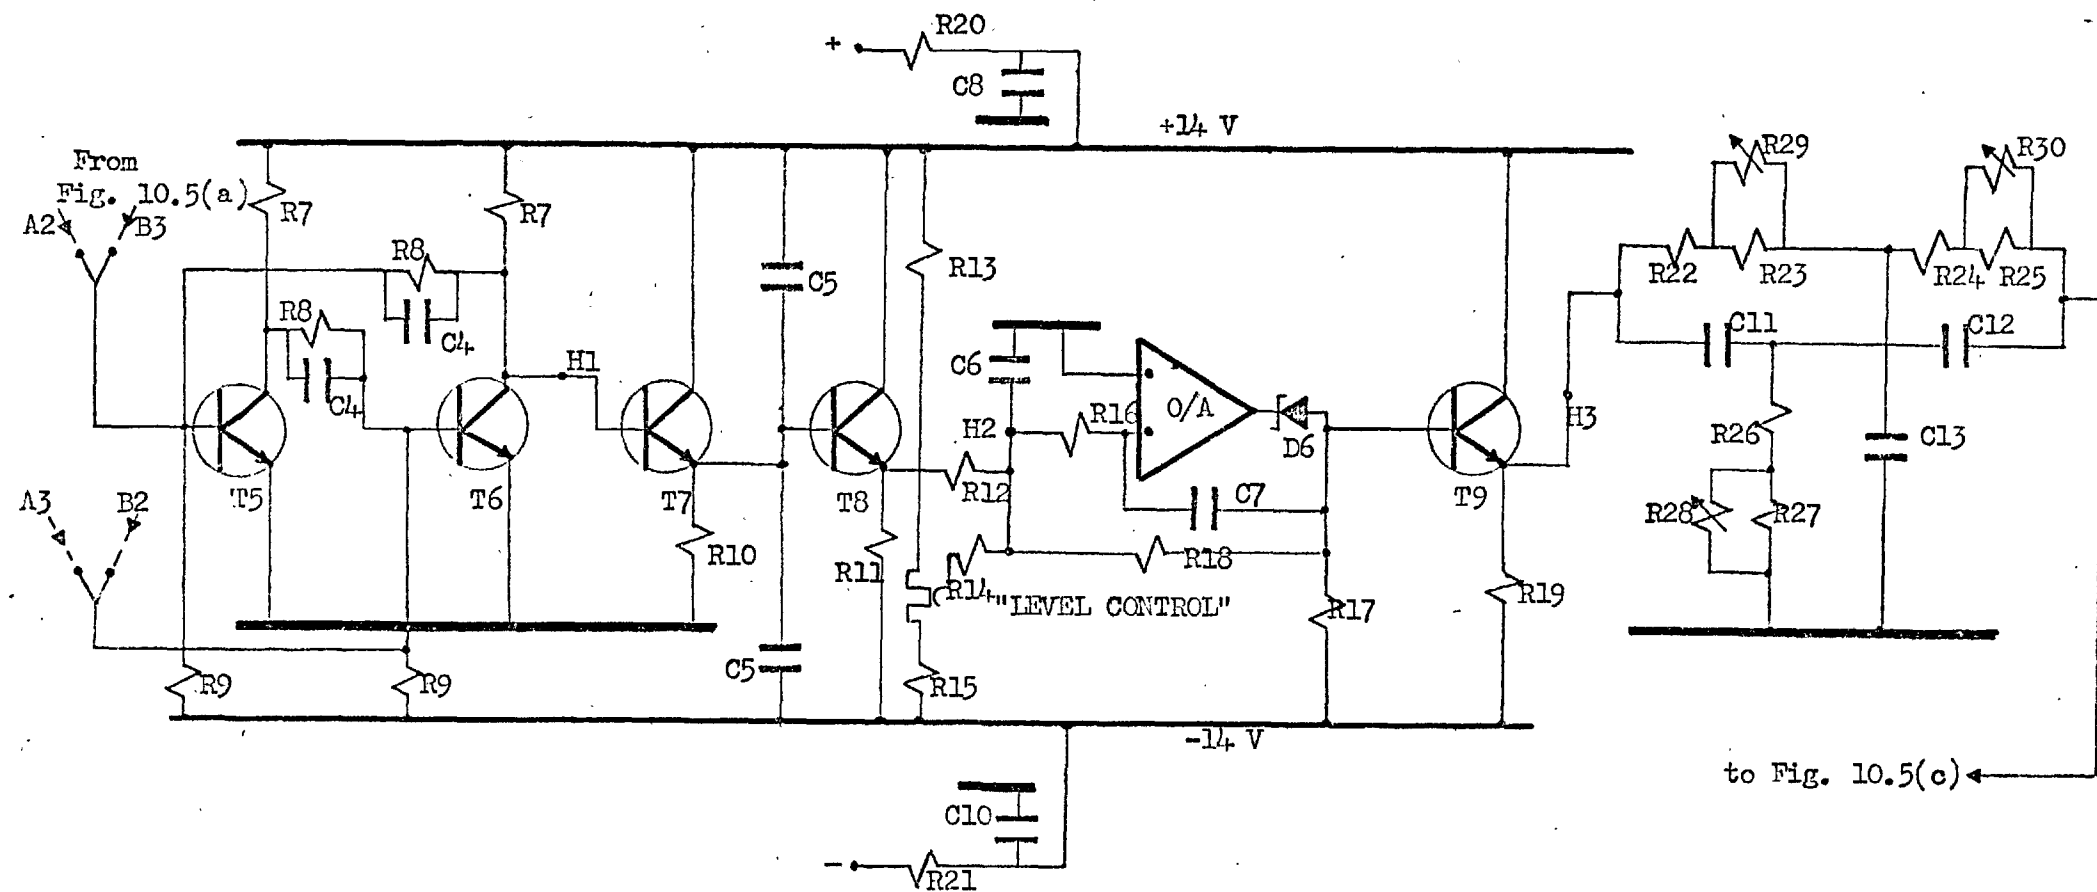 R20
+
C8
+14 V
From
Fig. 10.5(a)
A2
B3
R7
R7
R29
R30
R8
R8
C4
C4
H1
C5
R13
R22
R23
R24
R25
C11
C12
C6
R16
O/A
H2
D6
H3
R26
C13
T5
T6
T7
T8
R12
C7
T9
A3
B2
R28
R27
R10
R11
R14
R18
"LEVEL CONTROL"
R17
R19
R9
R9
C5
R15
-14 V
to Fig. 10.5(c)
C10
-
R21